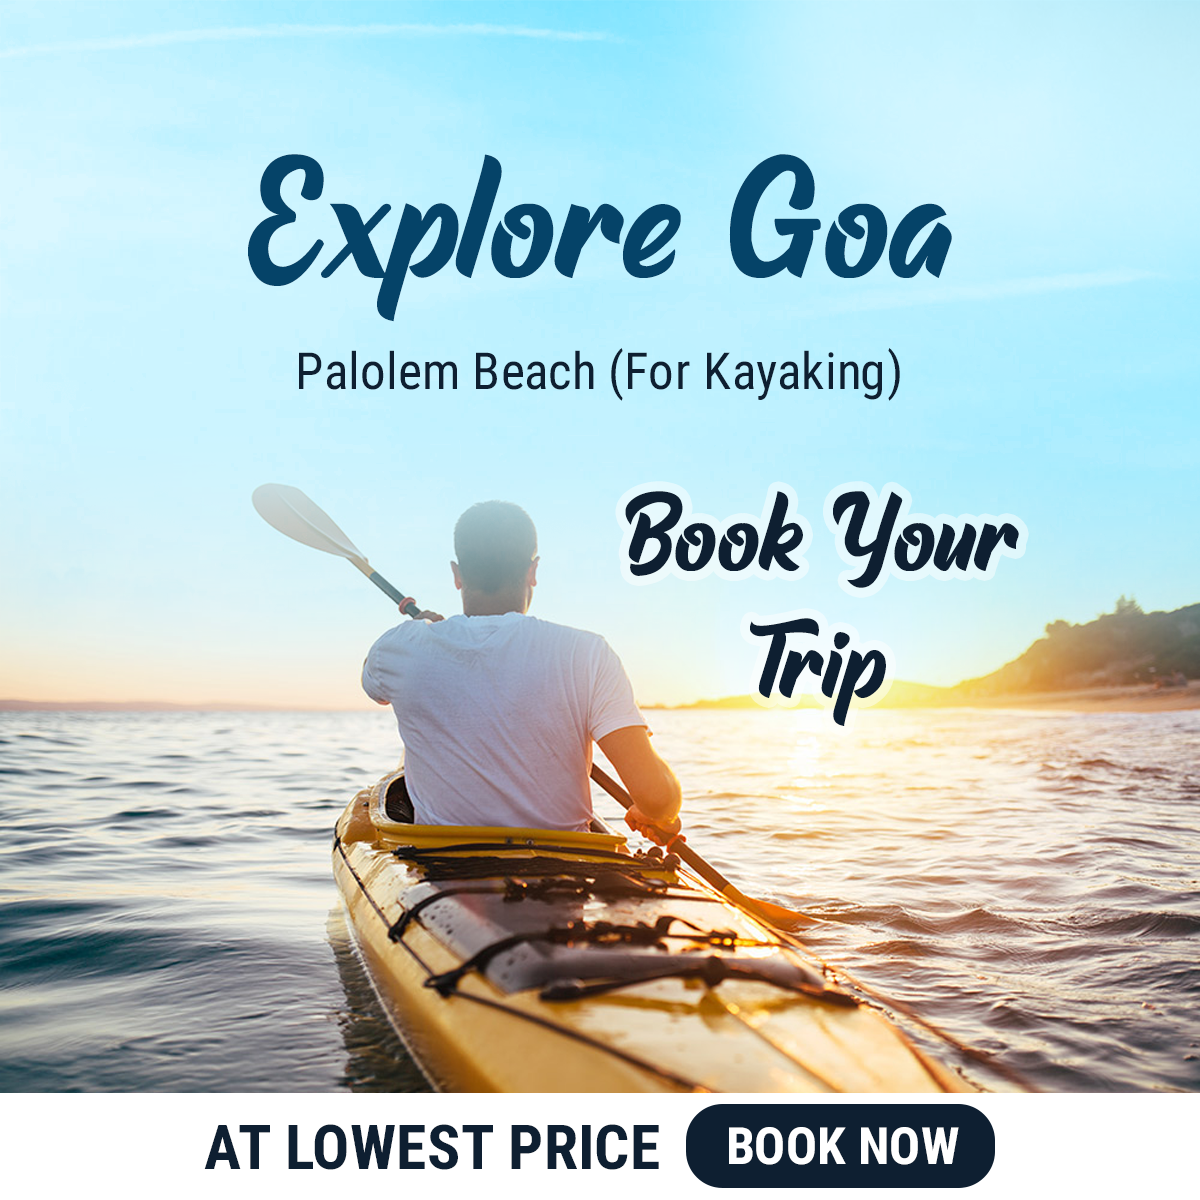 Explore Goa
Palolem Beach (For Kayaking)
Book Your
Trip
AT LOWEST PRICE
BOOK NOW